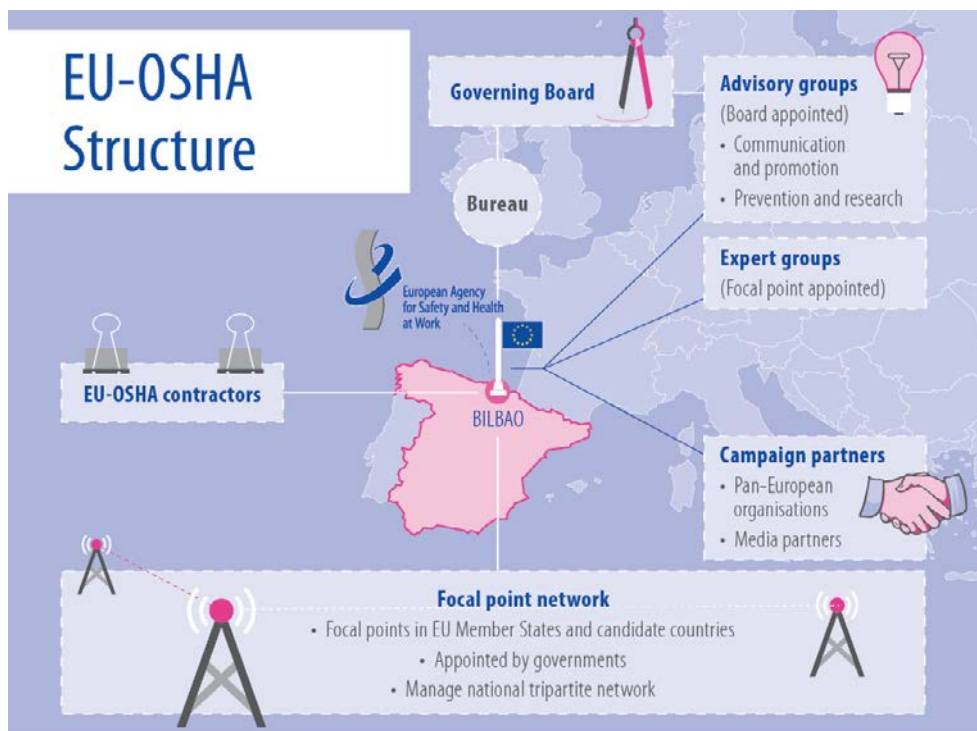 EU-OSHA
Structure
Governing Board
Advisory groups
(Board appointed)
• Communication
and promotion
• Prevention and research
Bureau
Expert groups
(Focal point appointed)
European Agency
for Safety and Health
at Work
EU-OSHA contractors
BILBAO
Campaign partners
• Pan-European
organisations
• Media partners
Focal point network
• Focal points in EU Member States and candidate countries
• Appointed by governments
• Manage national tripartite network